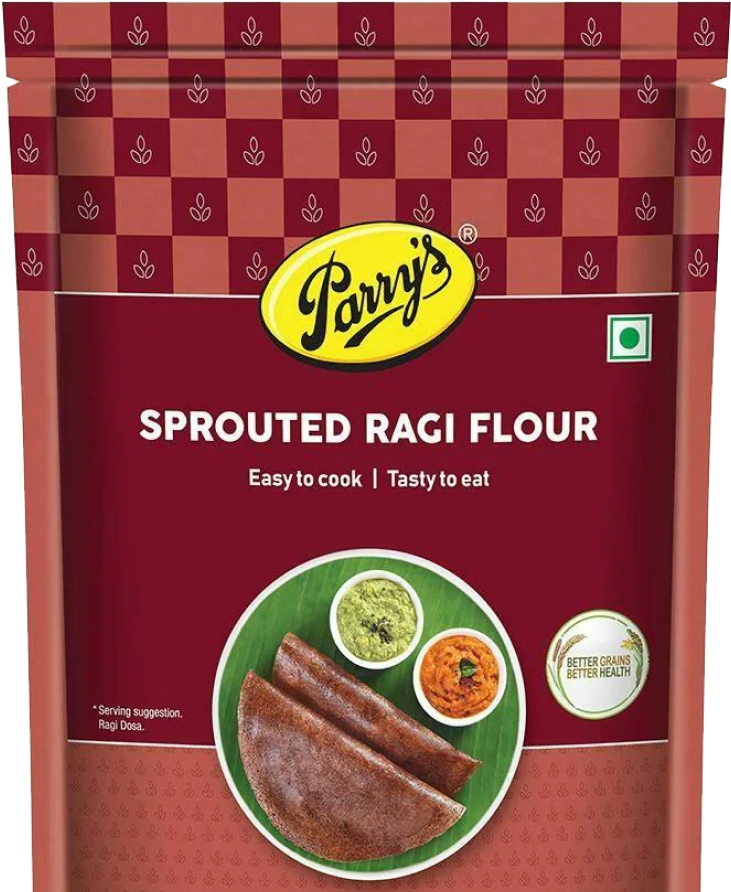 Parry's®
SPROUTED RAGI FLOUR
Easy to cook | Tasty to eat
BETTER GRAINS
BETTER HEALTH
*Serving suggestion.
Ragi Dosa.